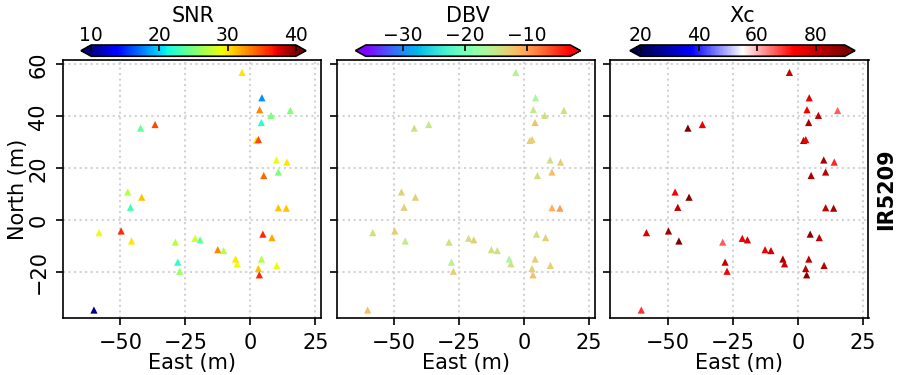 SNR DBV Xc
10 20 30 40 −30 −20 −10 20 40 60 80
60
40
20
0
−20
North (m)
IR5209
−50 −25 0 25 −50 −25 0 25 −50 −25 0 25
East (m) East (m) East (m)